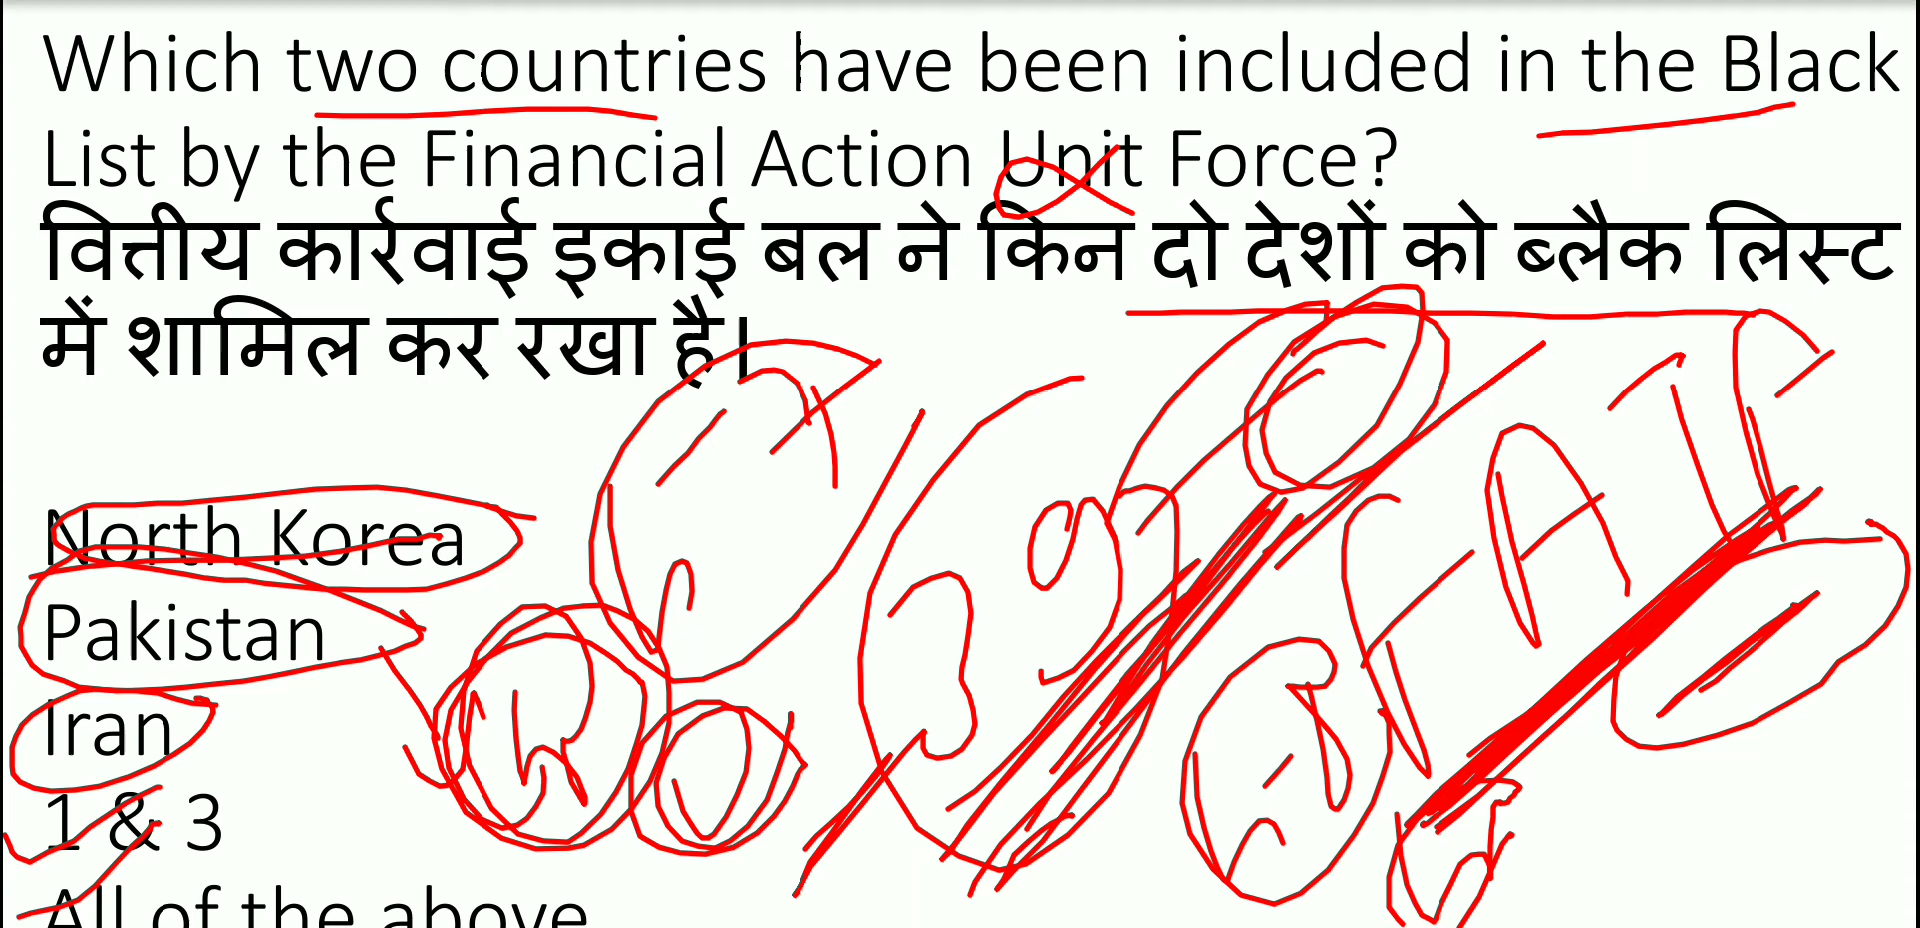 Which two countries have been included in the Black
List by the Financial Action Unit Force?
वित्तीय कार्रवाई इकाई बल ने किन दो देशों को ब्लैक लिस्ट
में शामिल कर रखा है।
North Korea
Pakistan
Iran
1 & 3
All of the above